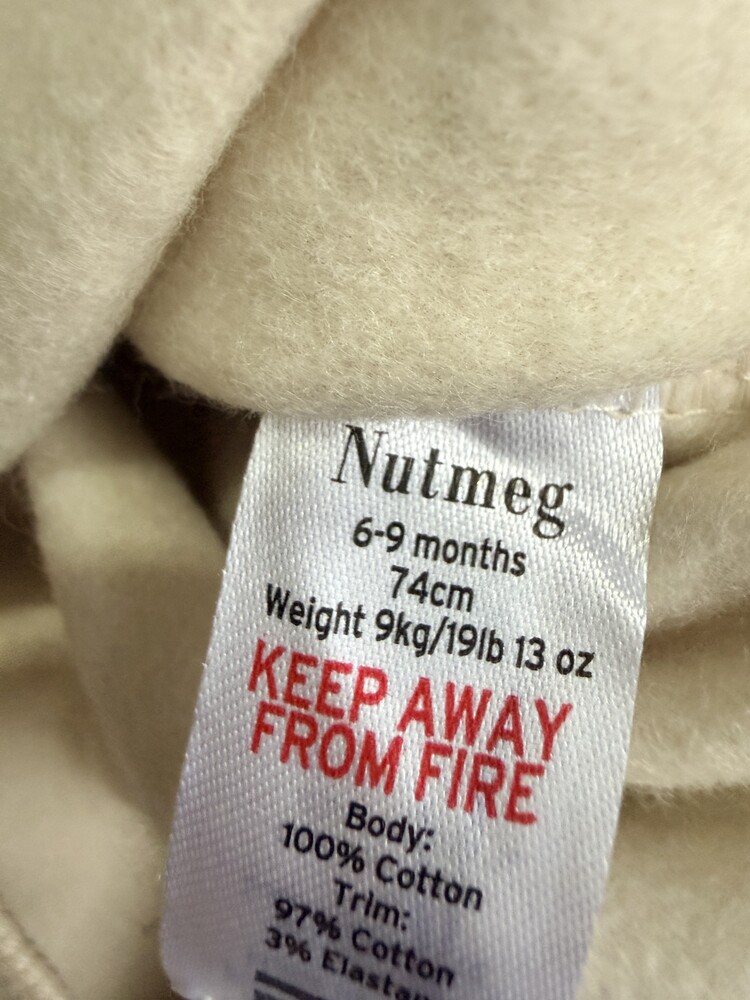 Nutmeg
6-9 months
74cm
Weight 9kg/19lb 13 oz
KEEP AWAY
FROM FIRE
Body:
100% Cotton
Trim:
97% Cotton
3%